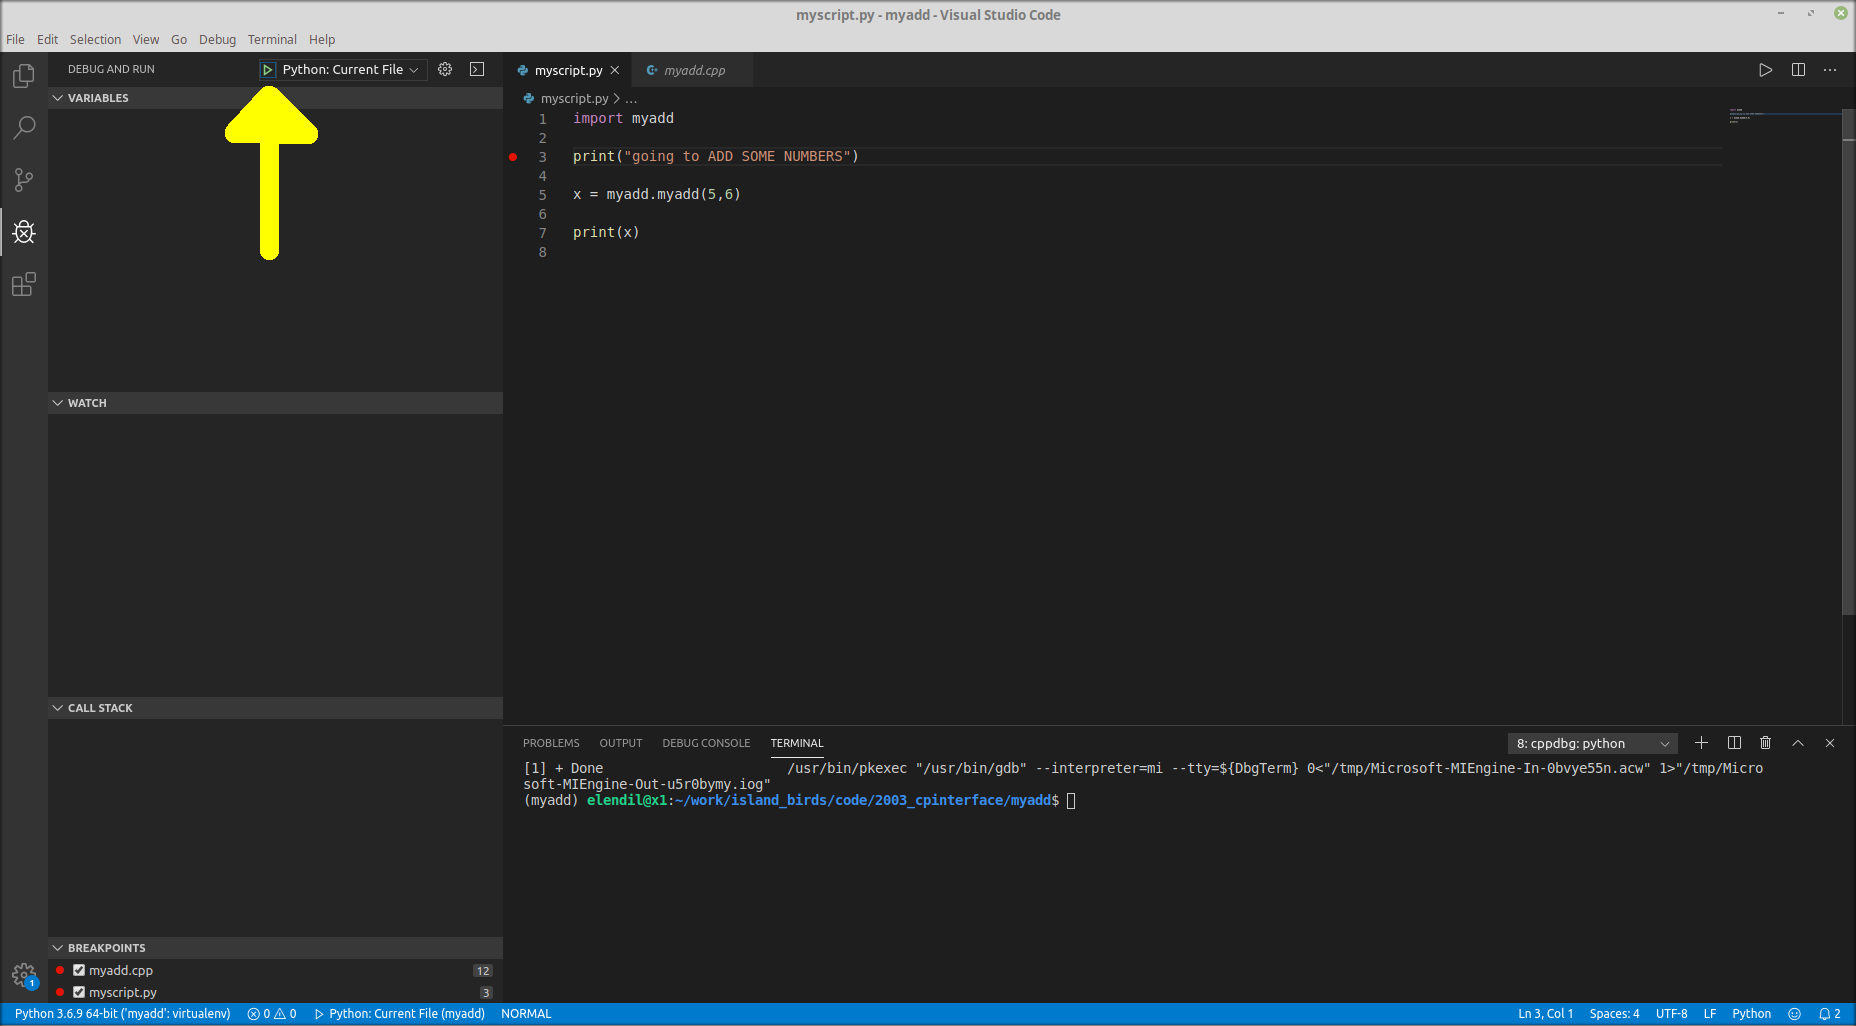 myscript.py - myadd - Visual Studio Code
File Edit Selection View Go Debug Terminal Help
DEBUG AND RUN
Python: Current File
VARIABLES
WATCH
CALL STACK
BREAKPOINTS
myadd.cpp 12
myscript.py 3
myscript.py myadd.cpp
myscript.py > ...
1 import myadd
2
3 print("going to ADD SOME NUMBERS")
4
5 x = myadd.myadd(5,6)
6
7 print(x)
8
PROBLEMS OUTPUT DEBUG CONSOLE TERMINAL
8: cppdbg: python
[1] + Done /usr/bin/pkexec "/usr/bin/gdb" --interpreter=mi --tty=${DbgTerm} 0<"/tmp/Microsoft-MIEngine-In-0bvye55n.acw" 1>"/tmp/Micro
soft-MIEngine-Out-u5r0bymy.iog"
(myadd) elendil@x1:~/work/island_birds/code/2003_cpinterface/myadd$
1
Python 3.6.9 64-bit ('myadd': virtualenv) 0 0 Python: Current File (myadd) NORMAL
Ln 3, Col 1 Spaces: 4 UTF-8 LF Python 2